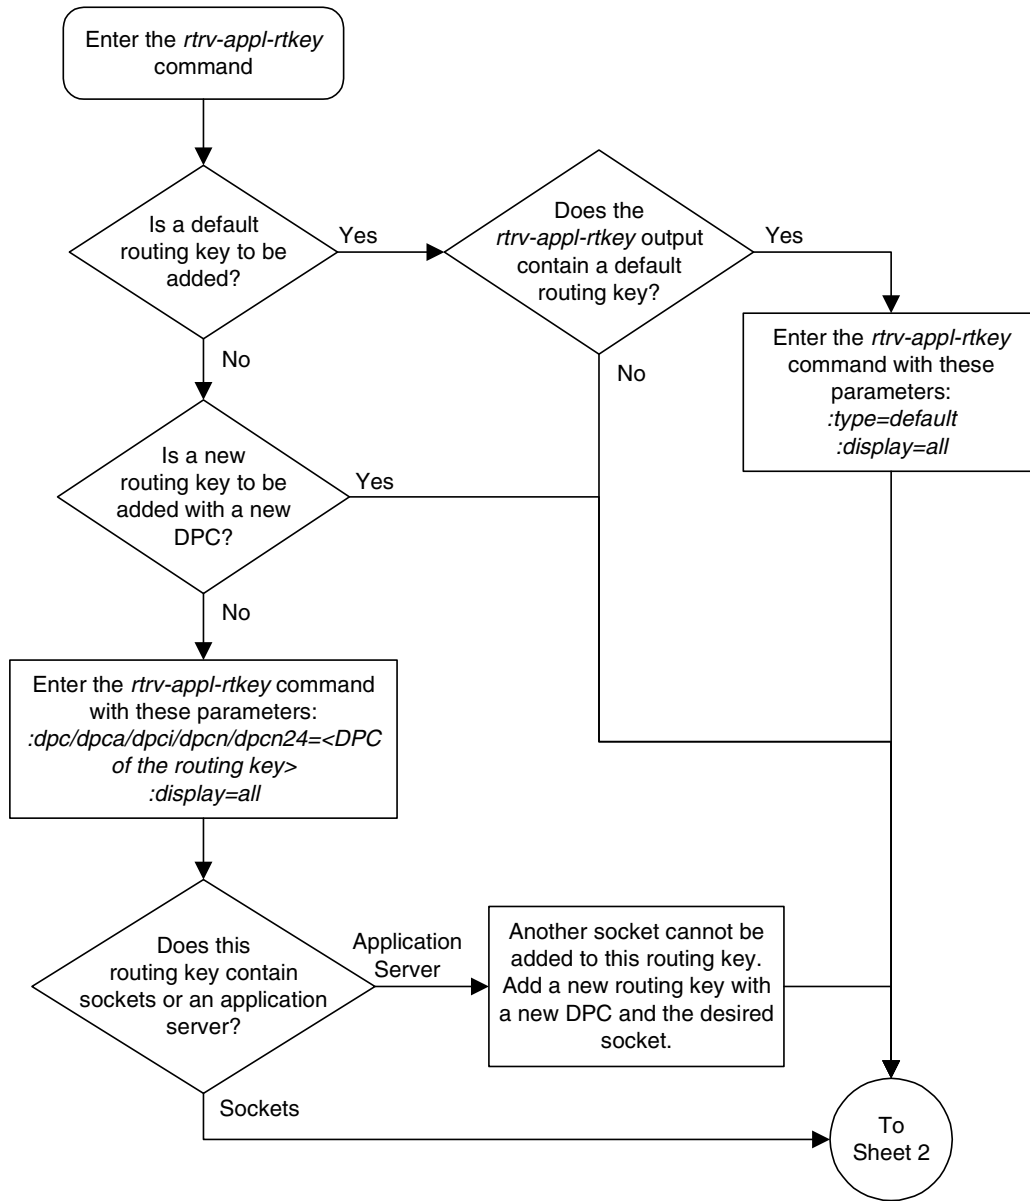 Enter the rtrv-appl-rtkey
command
Is a default
routing key to be
added?
Yes
Does the
rtrv-appl-rtkey output
contain a default
routing key?
Yes
No
No
Enter the rtrv-appl-rtkey
command with these
parameters:
:type=default
:display=all
Is a new
routing key to be
added with a new
DPC?
Yes
No
Enter the rtrv-appl-rtkey command
with these parameters:
:dpc/dpca/dpci/dpcn/dpcn24=<DPC
of the routing key>
:display=all
Does this
routing key contain
sockets or an application
server?
Application
Server
Another socket cannot be
added to this routing key.
Add a new routing key with
a new DPC and the desired
socket.
Sockets
To
Sheet 2